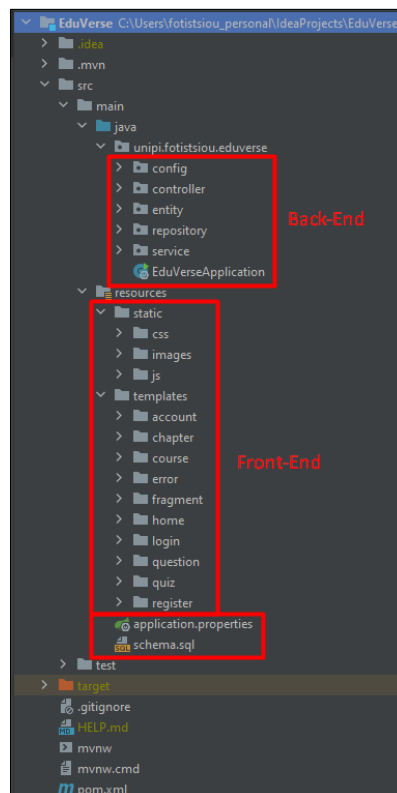 EduVerse C:\Users\fotistsiou_personal\IdeaProjects\EduVerse
.idea
.mvn
src
main
java
unipi.fotistsiou.eduverse
config
controller
entity
Back-End
repository
service
EduVerseApplication
resources
static
css
images
js
templates
account
chapter
course
Front-End
error
fragment
home
login
question
quiz
register
application.properties
schema.sql
test
target
.gitignore
HELP.md
mvnw
mvnw.cmd
pom.xml